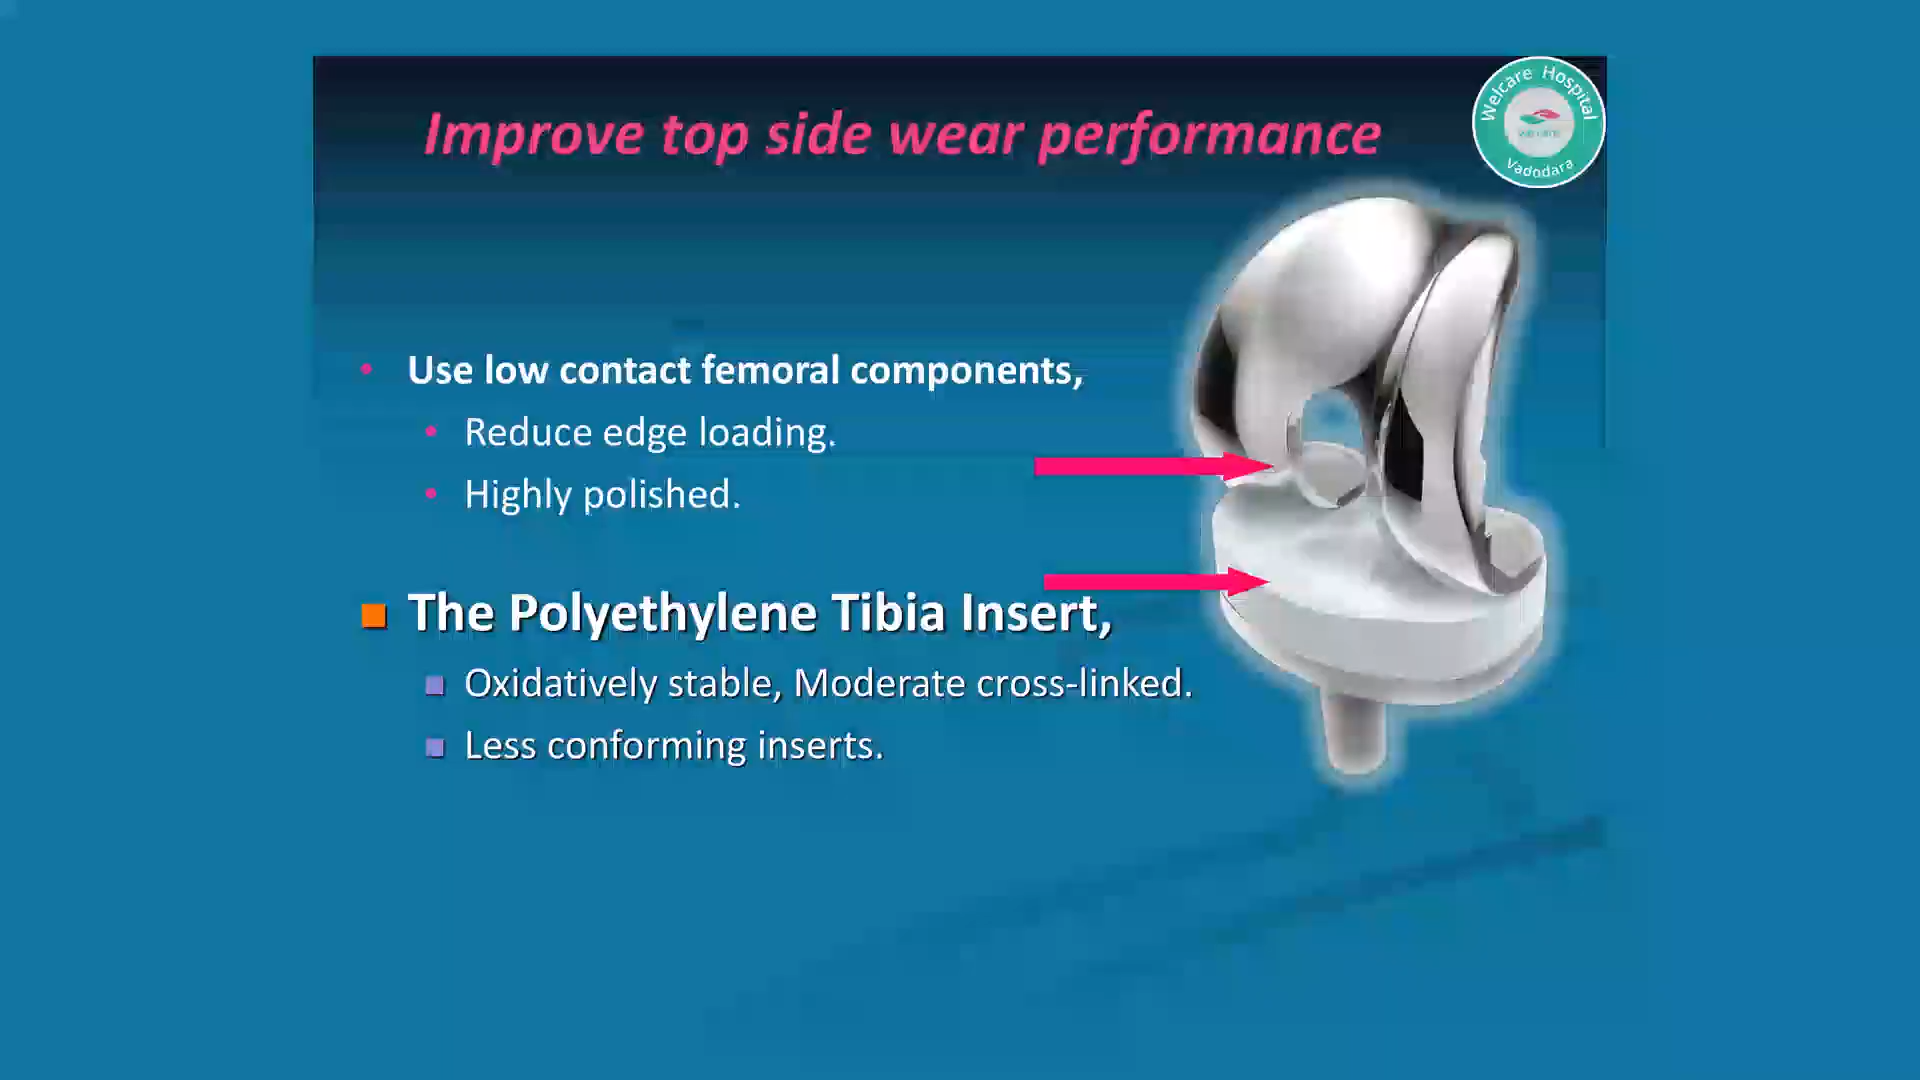 Improve top side wear performance
Welcare Hospital
Vadodara
• Use low contact femoral components,
• Reduce edge loading.
• Highly polished.
The Polyethylene Tibia Insert,
Oxidatively stable, Moderate cross-linked.
Less conforming inserts.